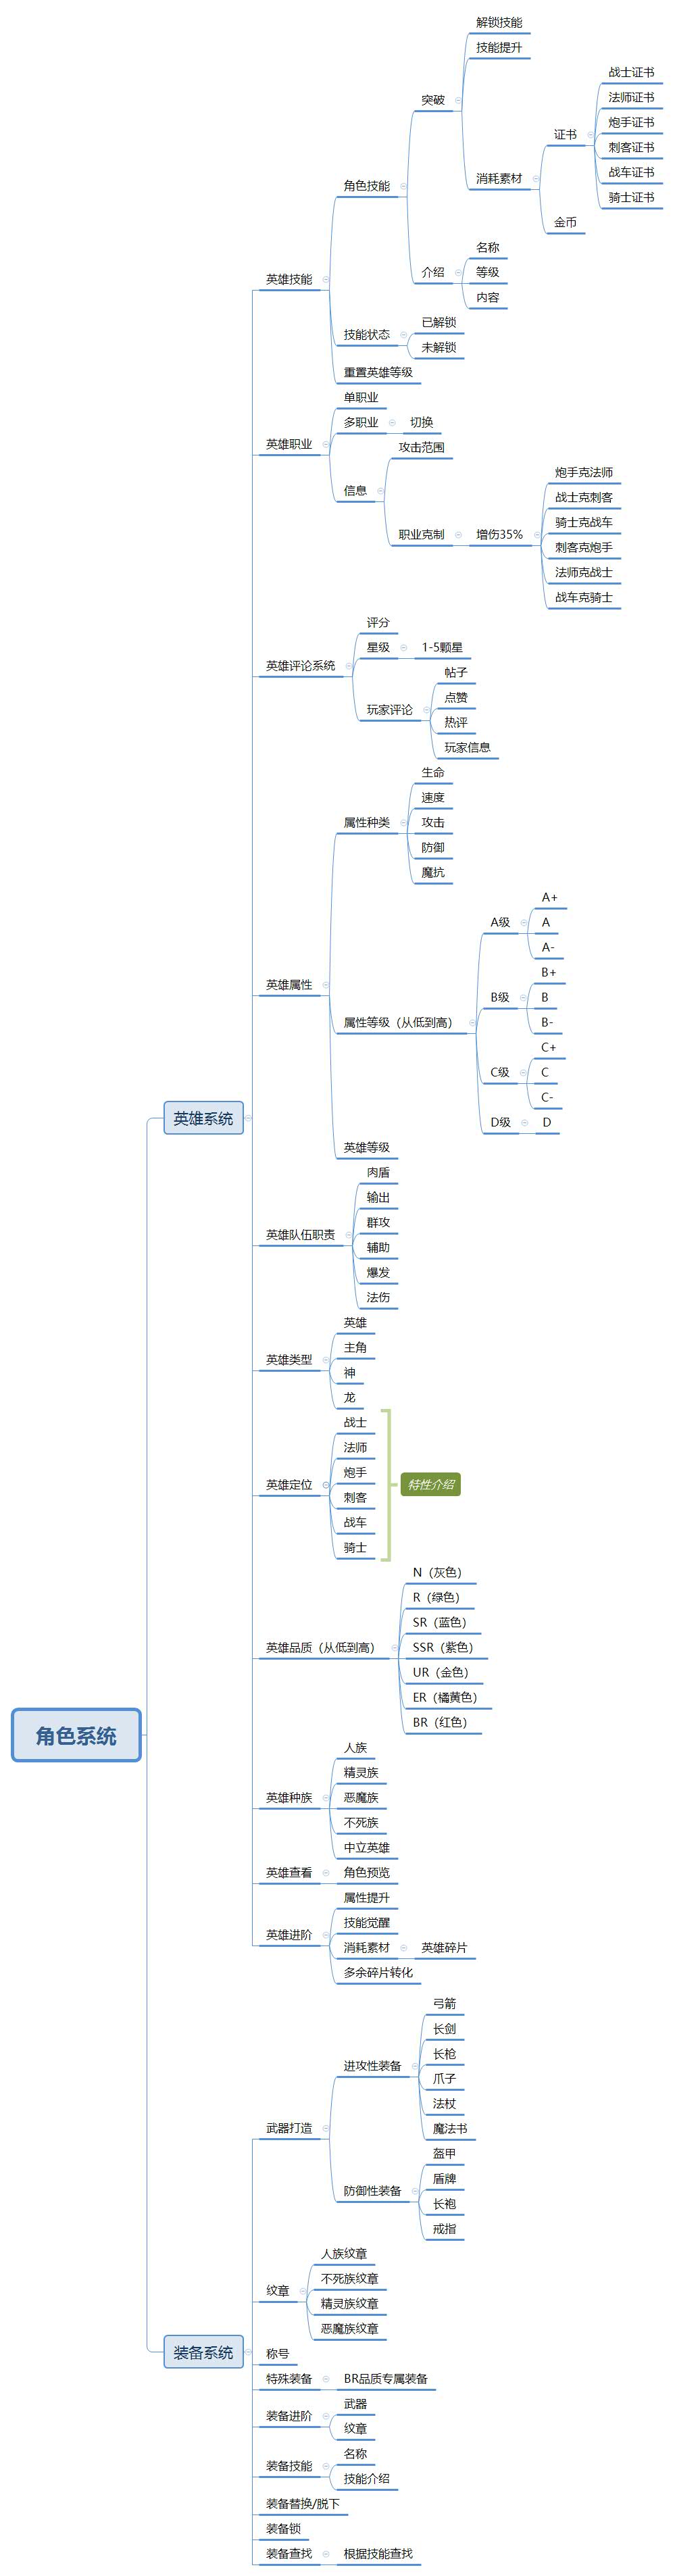 角色系统
英雄系统
英雄技能
角色技能
突破
解锁技能
技能提升
消耗素材
证书
战士证书
法师证书
炮手证书
刺客证书
战车证书
骑士证书
金币
介绍
名称
等级
内容
技能状态
已解锁
未解锁
重置英雄等级
英雄职业
单职业
多职业
切换
信息
攻击范围
职业克制
增伤35%
炮手克法师
战士克刺客
骑士克战车
刺客克炮手
法师克战士
战车克骑士
英雄评论系统
评分
星级
1-5颗星
玩家评论
帖子
点赞
热评
玩家信息
英雄属性
属性种类
生命
速度
攻击
防御
魔抗
属性等级（从低到高）
A级
A+
A
A-
B级
B+
B
B-
C级
C+
C
C-
D级
D
英雄等级
英雄队伍职责
肉盾
输出
群攻
辅助
爆发
法伤
英雄类型
英雄
主角
神
龙
英雄定位
战士
法师
炮手
刺客
战车
骑士
特性介绍
英雄品质（从低到高）
N（灰色）
R（绿色）
SR（蓝色）
SSR（紫色）
UR（金色）
ER（橘黄色）
BR（红色）
英雄种族
人族
精灵族
恶魔族
不死族
中立英雄
英雄查看
角色预览
英雄进阶
属性提升
技能觉醒
消耗素材
英雄碎片
多余碎片转化
装备系统
武器打造
进攻性装备
弓箭
长剑
长枪
爪子
法杖
魔法书
防御性装备
盔甲
盾牌
长袍
戒指
纹章
人族纹章
不死族纹章
精灵族纹章
恶魔族纹章
称号
特殊装备
BR品质专属装备
装备进阶
武器
纹章
装备技能
名称
技能介绍
装备替换/脱下
装备锁
装备查找
根据技能查找